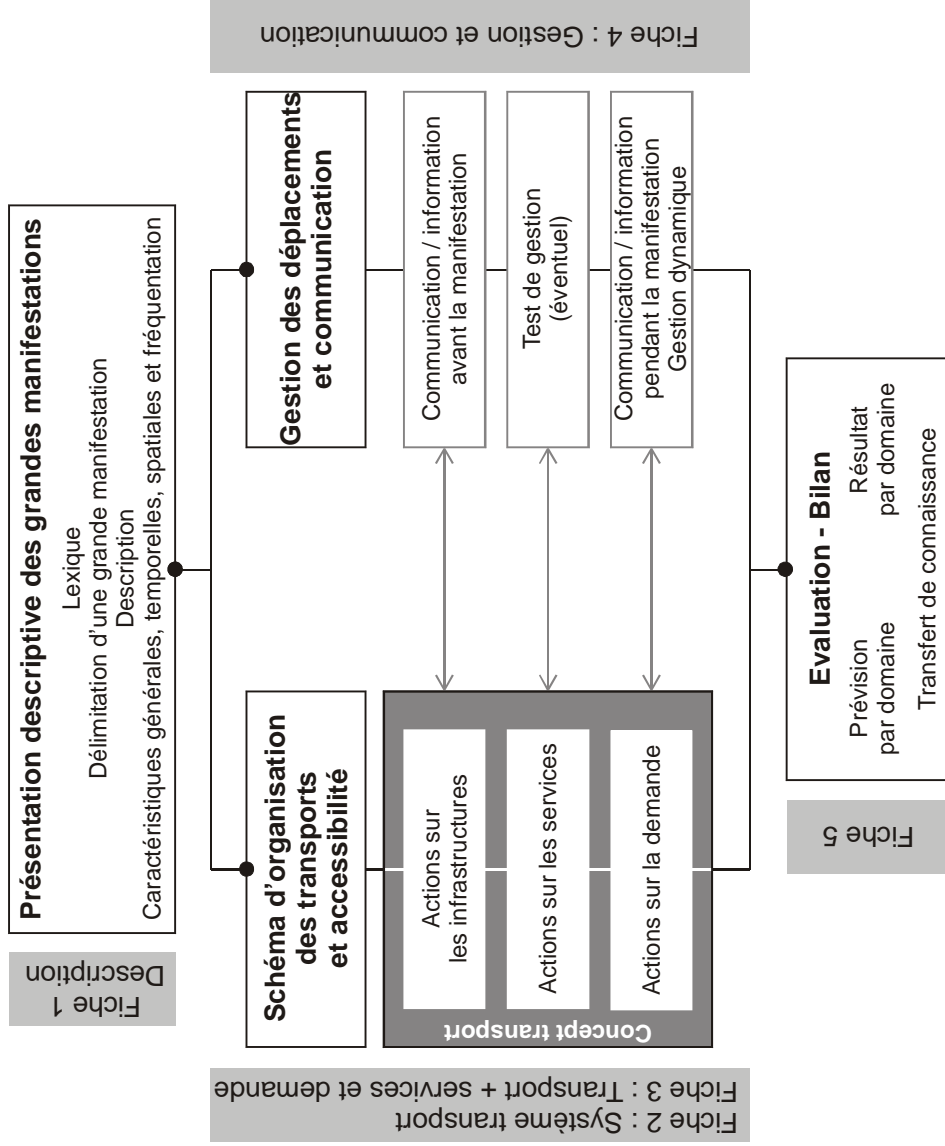 Fiche 1
Description
Présentation descriptive des grandes manifestations
Lexique
Délimitation d'une grande manifestation
Description
Caractéristiques générales, temporelles, spatiales et fréquentation
Fiche 2 : Système transport
Fiche 3 : Transport + services et demande
Schéma d'organisation
des transports
et accessibilité
Concept transport
Actions sur
les infrastructures
Actions sur les services
Actions sur la demande
Gestion des déplacements
et communication
Communication / information
avant la manifestation
Test de gestion
(éventuel)
Communication / information
pendant la manifestation
Gestion dynamique
Fiche 4 : Gestion et communication
Fiche 5
Evaluation - Bilan
Prévision
par domaine
Résultat
par domaine
Transfert de connaissance